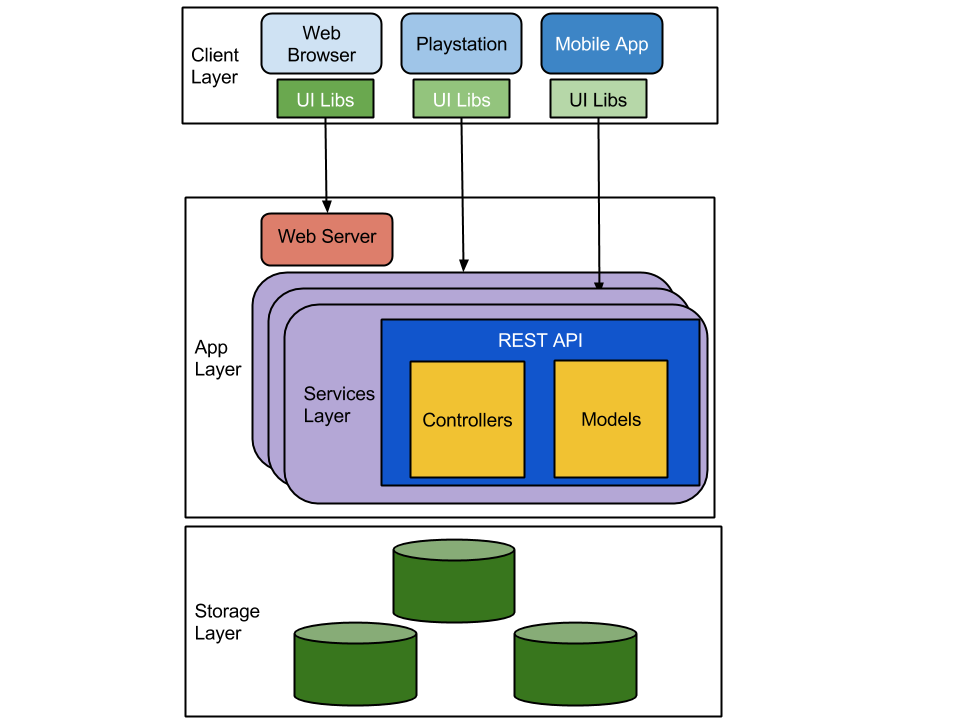 Client
Layer
Web
Browser
Playstation
Mobile App
UI Libs
UI Libs
UI Libs
App
Layer
Web Server
Services
Layer
REST API
Controllers
Models
Storage
Layer